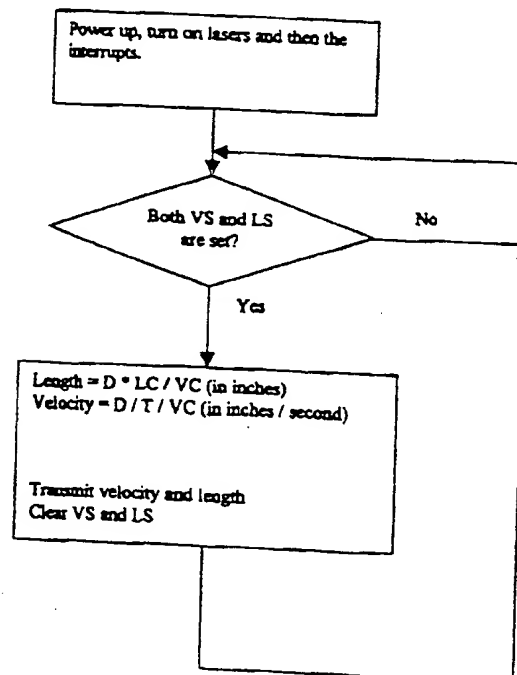 Power up, turn on lasers and then the
interrupts.
Both VS and LS
are set?
No
Yes
Length = D * LC / VC (in inches)
Velocity = D / T / VC (in inches / second)
Transmit velocity and length
Clear VS and LS